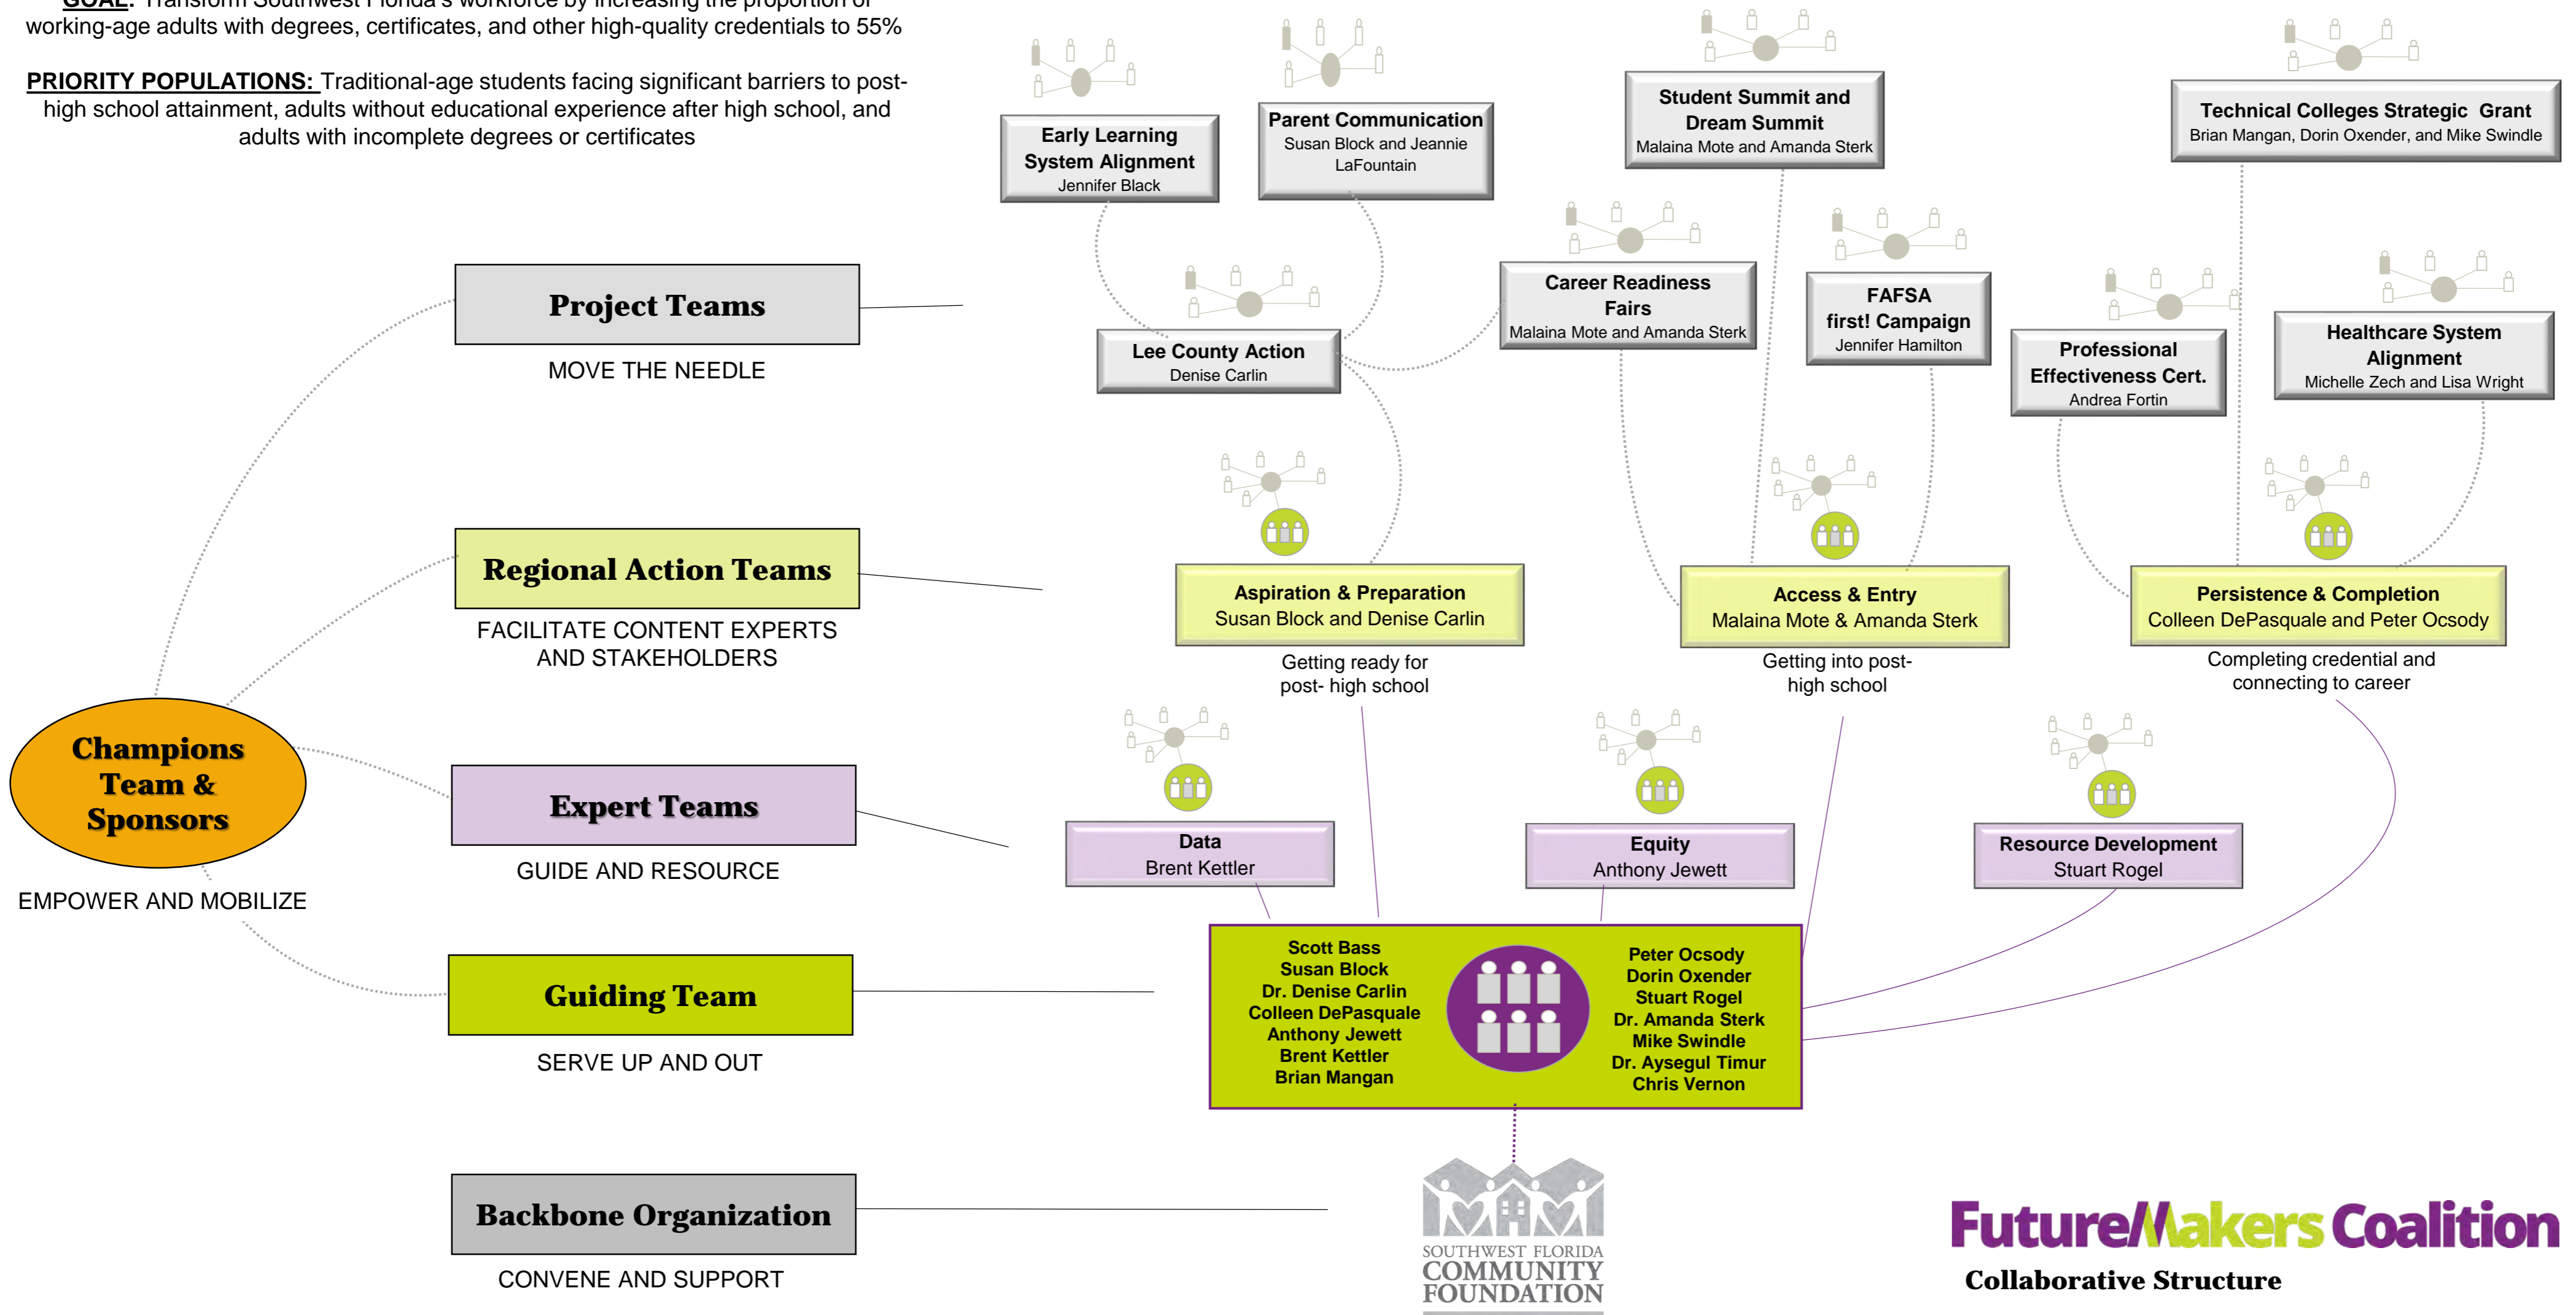 GOAL: Transform Southwest Florida's workforce by increasing the proportion of
working-age adults with degrees, certificates, and other high-quality credentials to 55%
PRIORITY POPULATIONS: Traditional-age students facing significant barriers to post-
high school attainment, adults without educational experience after high school, and
adults with incomplete degrees or certificates
Early Learning
System Alignment
Jennifer Black
Parent Communication
Susan Block and Jeannie
LaFountain
Student Summit and
Dream Summit
Malaina Mote and Amanda Sterk
Technical Colleges Strategic Grant
Brian Mangan, Dorin Oxender, and Mike Swindle
Project Teams
MOVE THE NEEDLE
Lee County Action
Denise Carlin
Career Readiness
Fairs
Malaina Mote and Amanda Sterk
FAFSA
first! Campaign
Jennifer Hamilton
Professional
Effectiveness Cert.
Andrea Fortin
Healthcare System
Alignment
Michelle Zech and Lisa Wright
Regional Action Teams
FACILITATE CONTENT EXPERTS
AND STAKEHOLDERS
Aspiration & Preparation
Susan Block and Denise Carlin
Getting ready for
post- high school
Access & Entry
Malaina Mote & Amanda Sterk
Getting into post-
high school
Persistence & Completion
Colleen DePasquale and Peter Ocsody
Completing credential and
connecting to career
Champions
Team &
Sponsors
EMPOWER AND MOBILIZE
Expert Teams
GUIDE AND RESOURCE
Data
Brent Kettler
Equity
Anthony Jewett
Resource Development
Stuart Rogel
Guiding Team
SERVE UP AND OUT
Scott Bass
Susan Block
Dr. Denise Carlin
Colleen DePasquale
Anthony Jewett
Brent Kettler
Brian Mangan
Peter Ocsody
Dorin Oxender
Stuart Rogel
Dr. Amanda Sterk
Mike Swindle
Dr. Aysegul Timur
Chris Vernon
Backbone Organization
CONVENE AND SUPPORT
SOUTHWEST FLORIDA
COMMUNITY
FOUNDATION
FutureMakers Coalition
Collaborative Structure